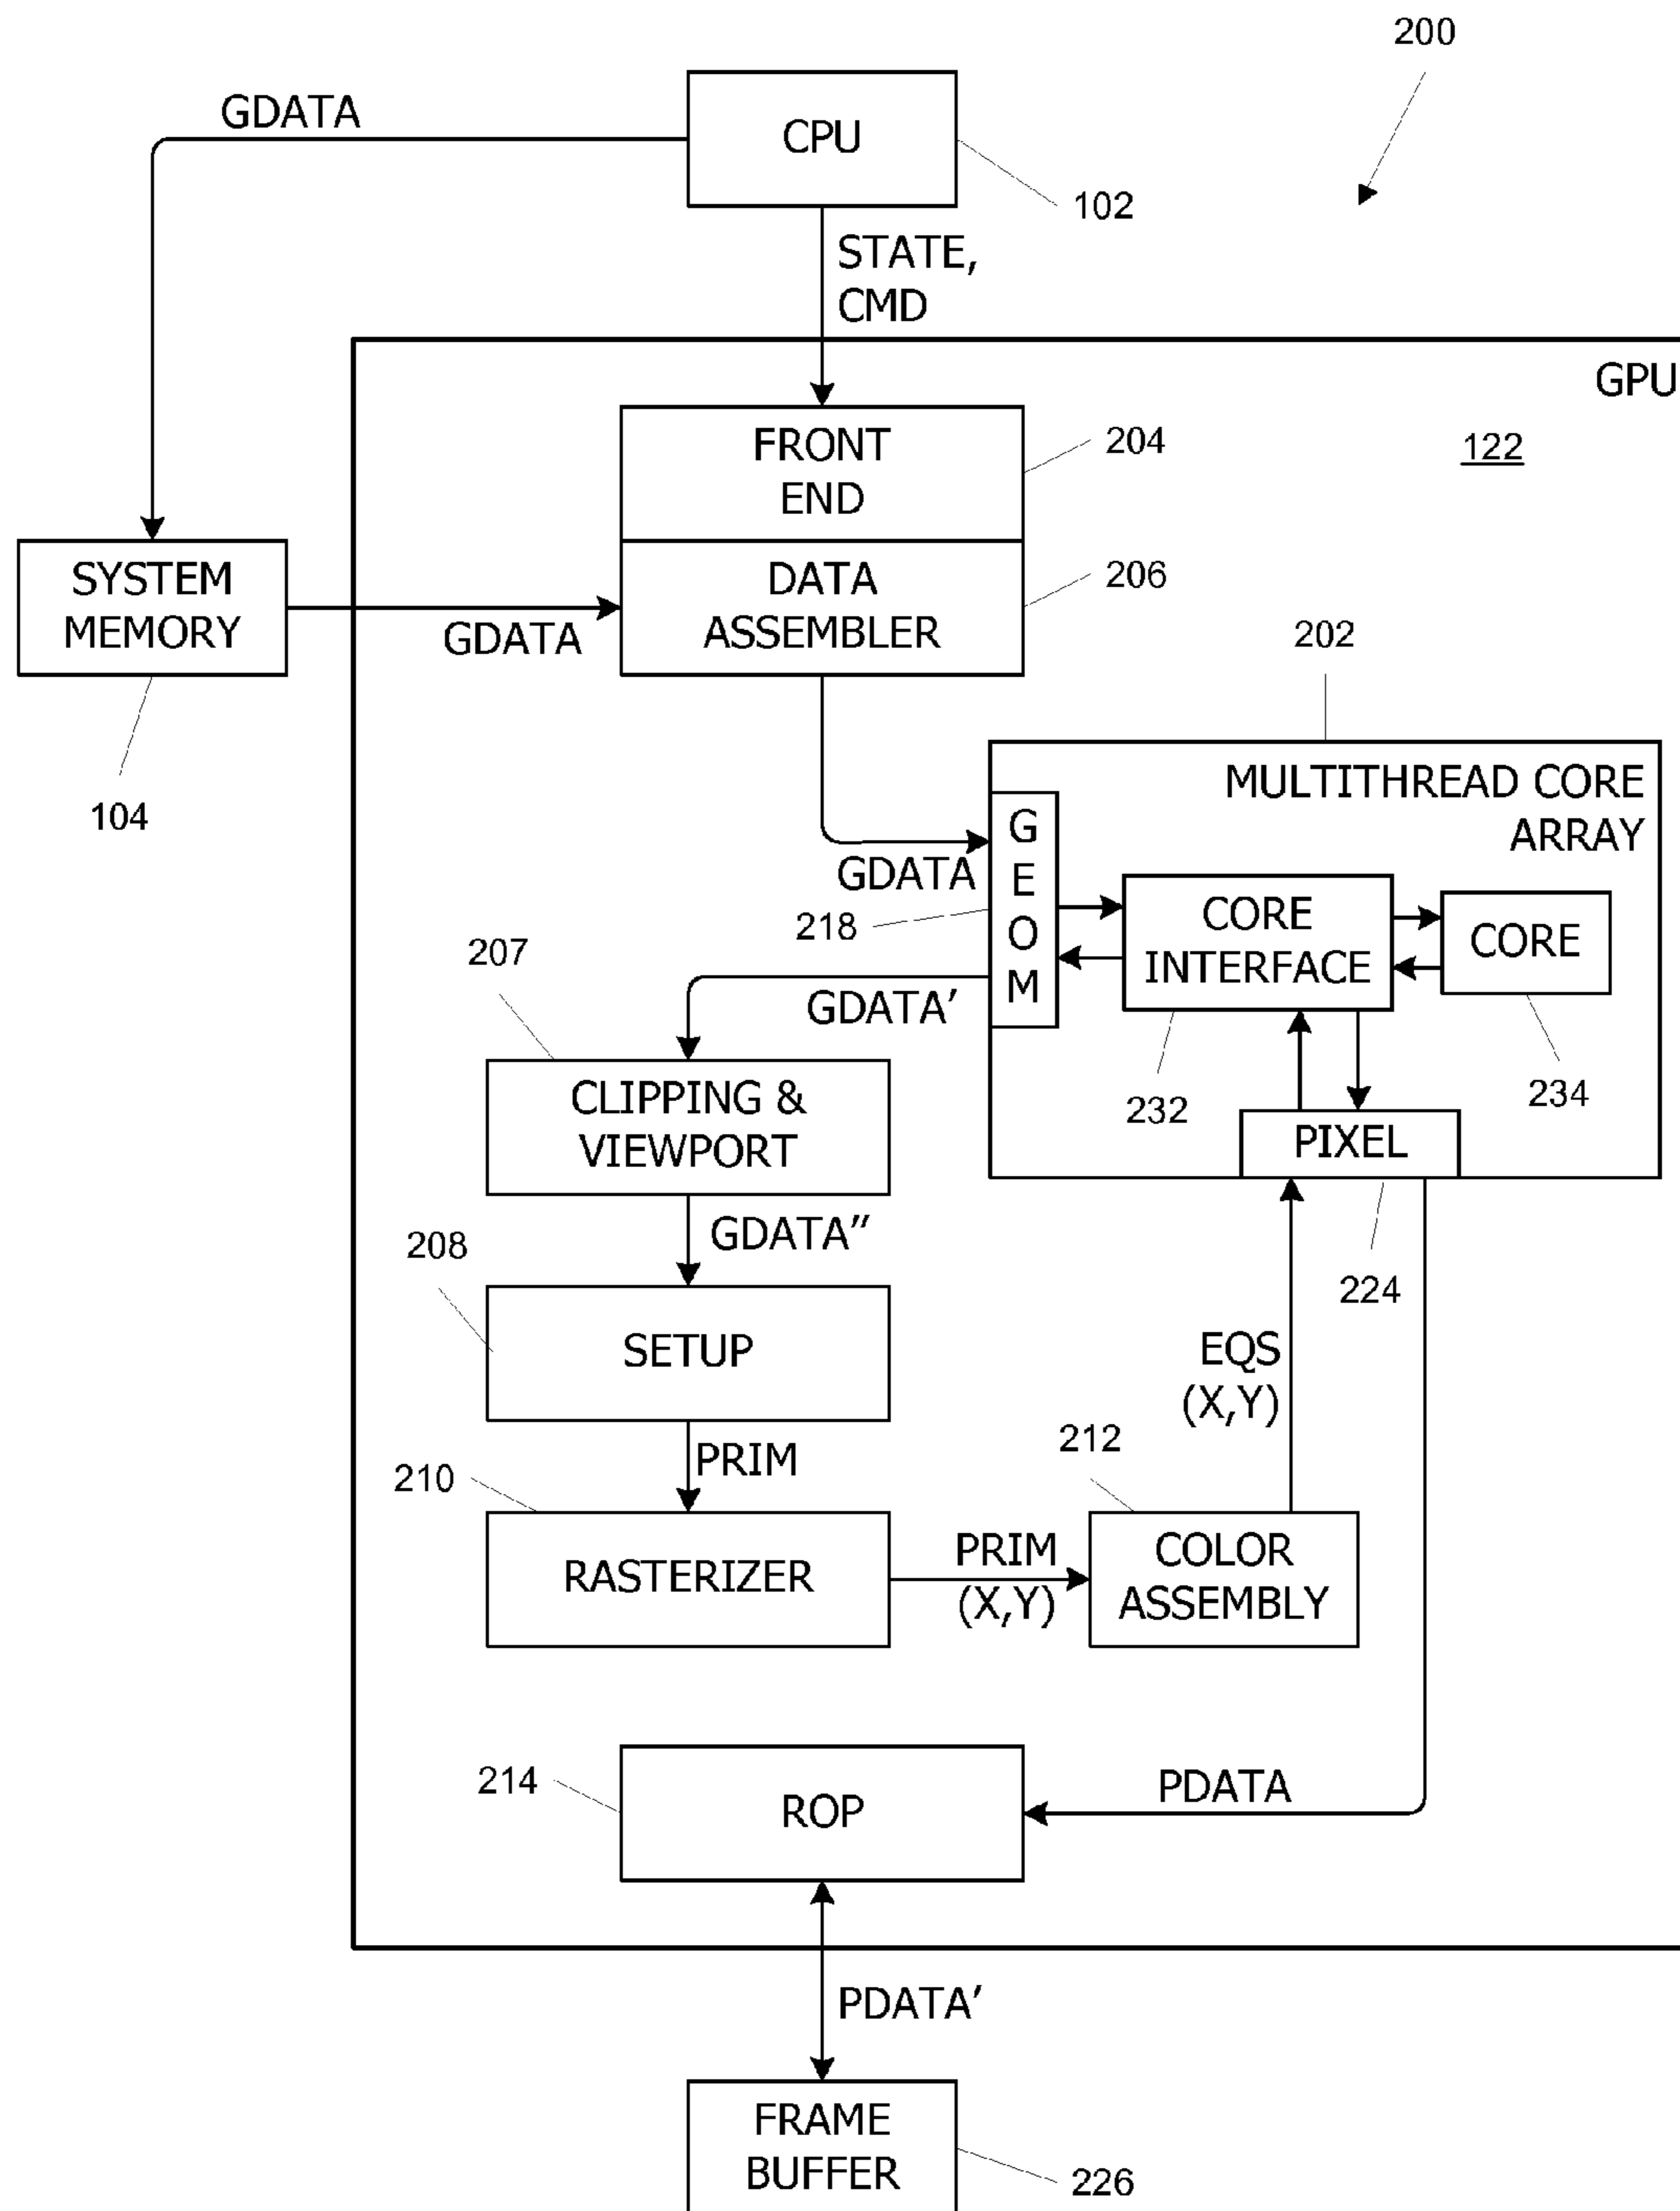 200
GDATA
CPU
102
STATE,
CMD
GPU
122
FRONT
END
204
SYSTEM
MEMORY
104
GDATA
DATA
ASSEMBLER
206
202
MULTITHREAD CORE
ARRAY
GEOM
GDATA
218
CORE
INTERFACE
CORE
207
GDATA′
232
234
CLIPPING &
VIEWPORT
PIXEL
224
GDATA″
208
SETUP
EQS
(X,Y)
PRIM
210
212
RASTERIZER
PRIM
(X,Y)
COLOR
ASSEMBLY
214
ROP
PDATA
PDATA′
FRAME
BUFFER
226